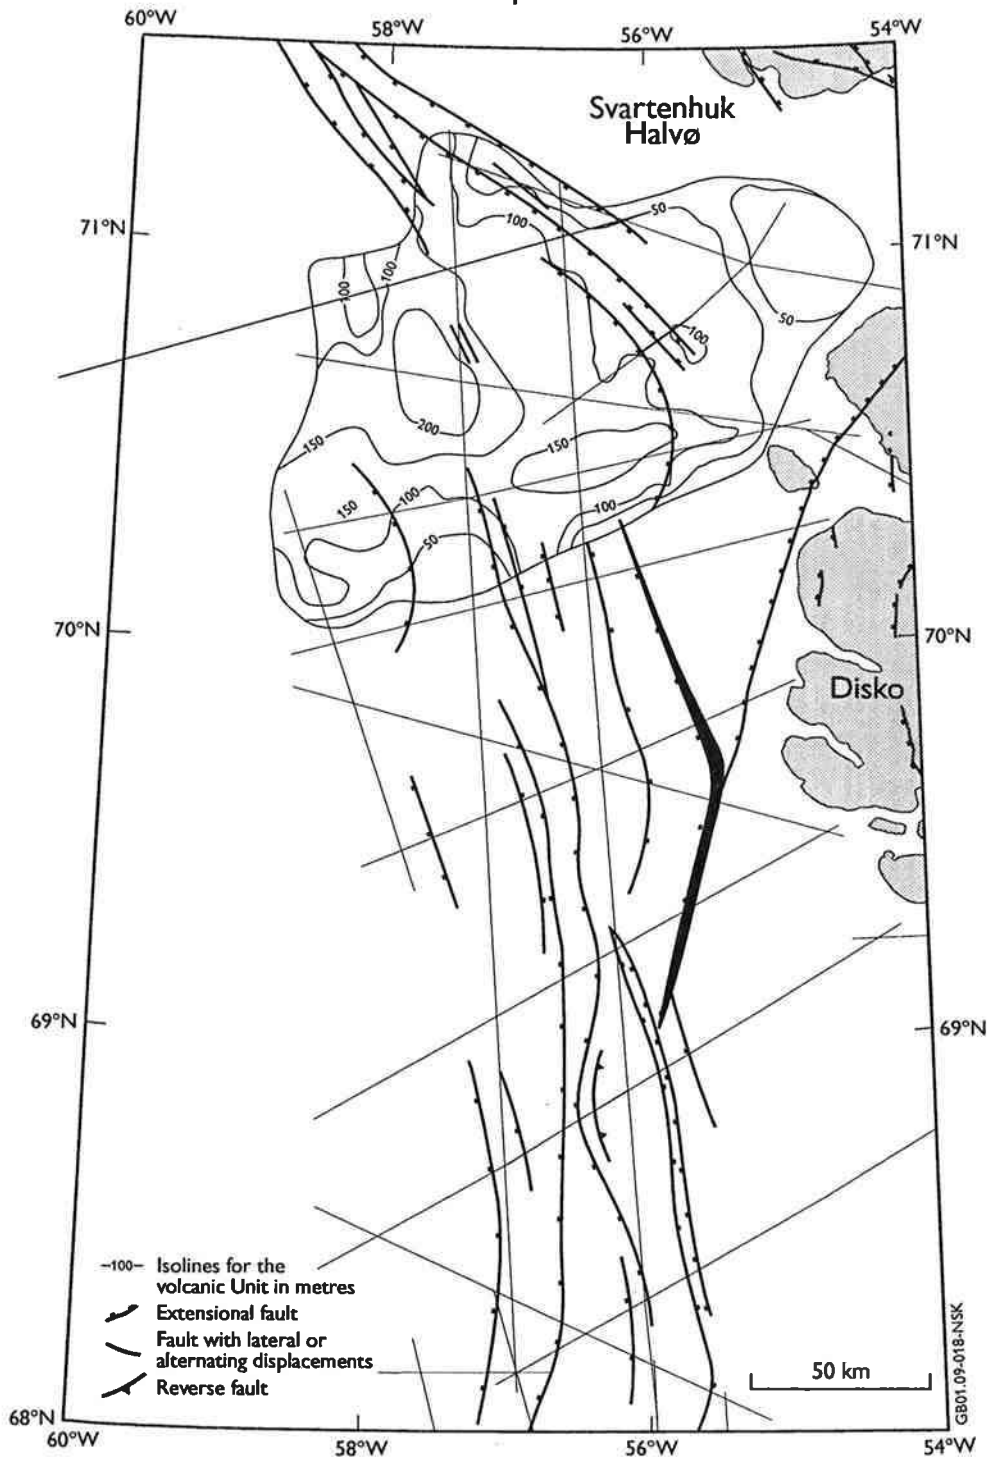 60°W
58°W
56°W
54°W
Svartenhuk
Halvø
71°N
71°N
50
100
100
100
50
100
200
150
150
150
100
100
50
70°N
70°N
Disko
69°N
69°N
-100- Isolines for the
volcanic Unit in metres
Extensional fault
Fault with lateral or
alternating displacements
Reverse fault
50 km
GB01.09-018-NSK
68°N
60°W
58°W
56°W
54°W